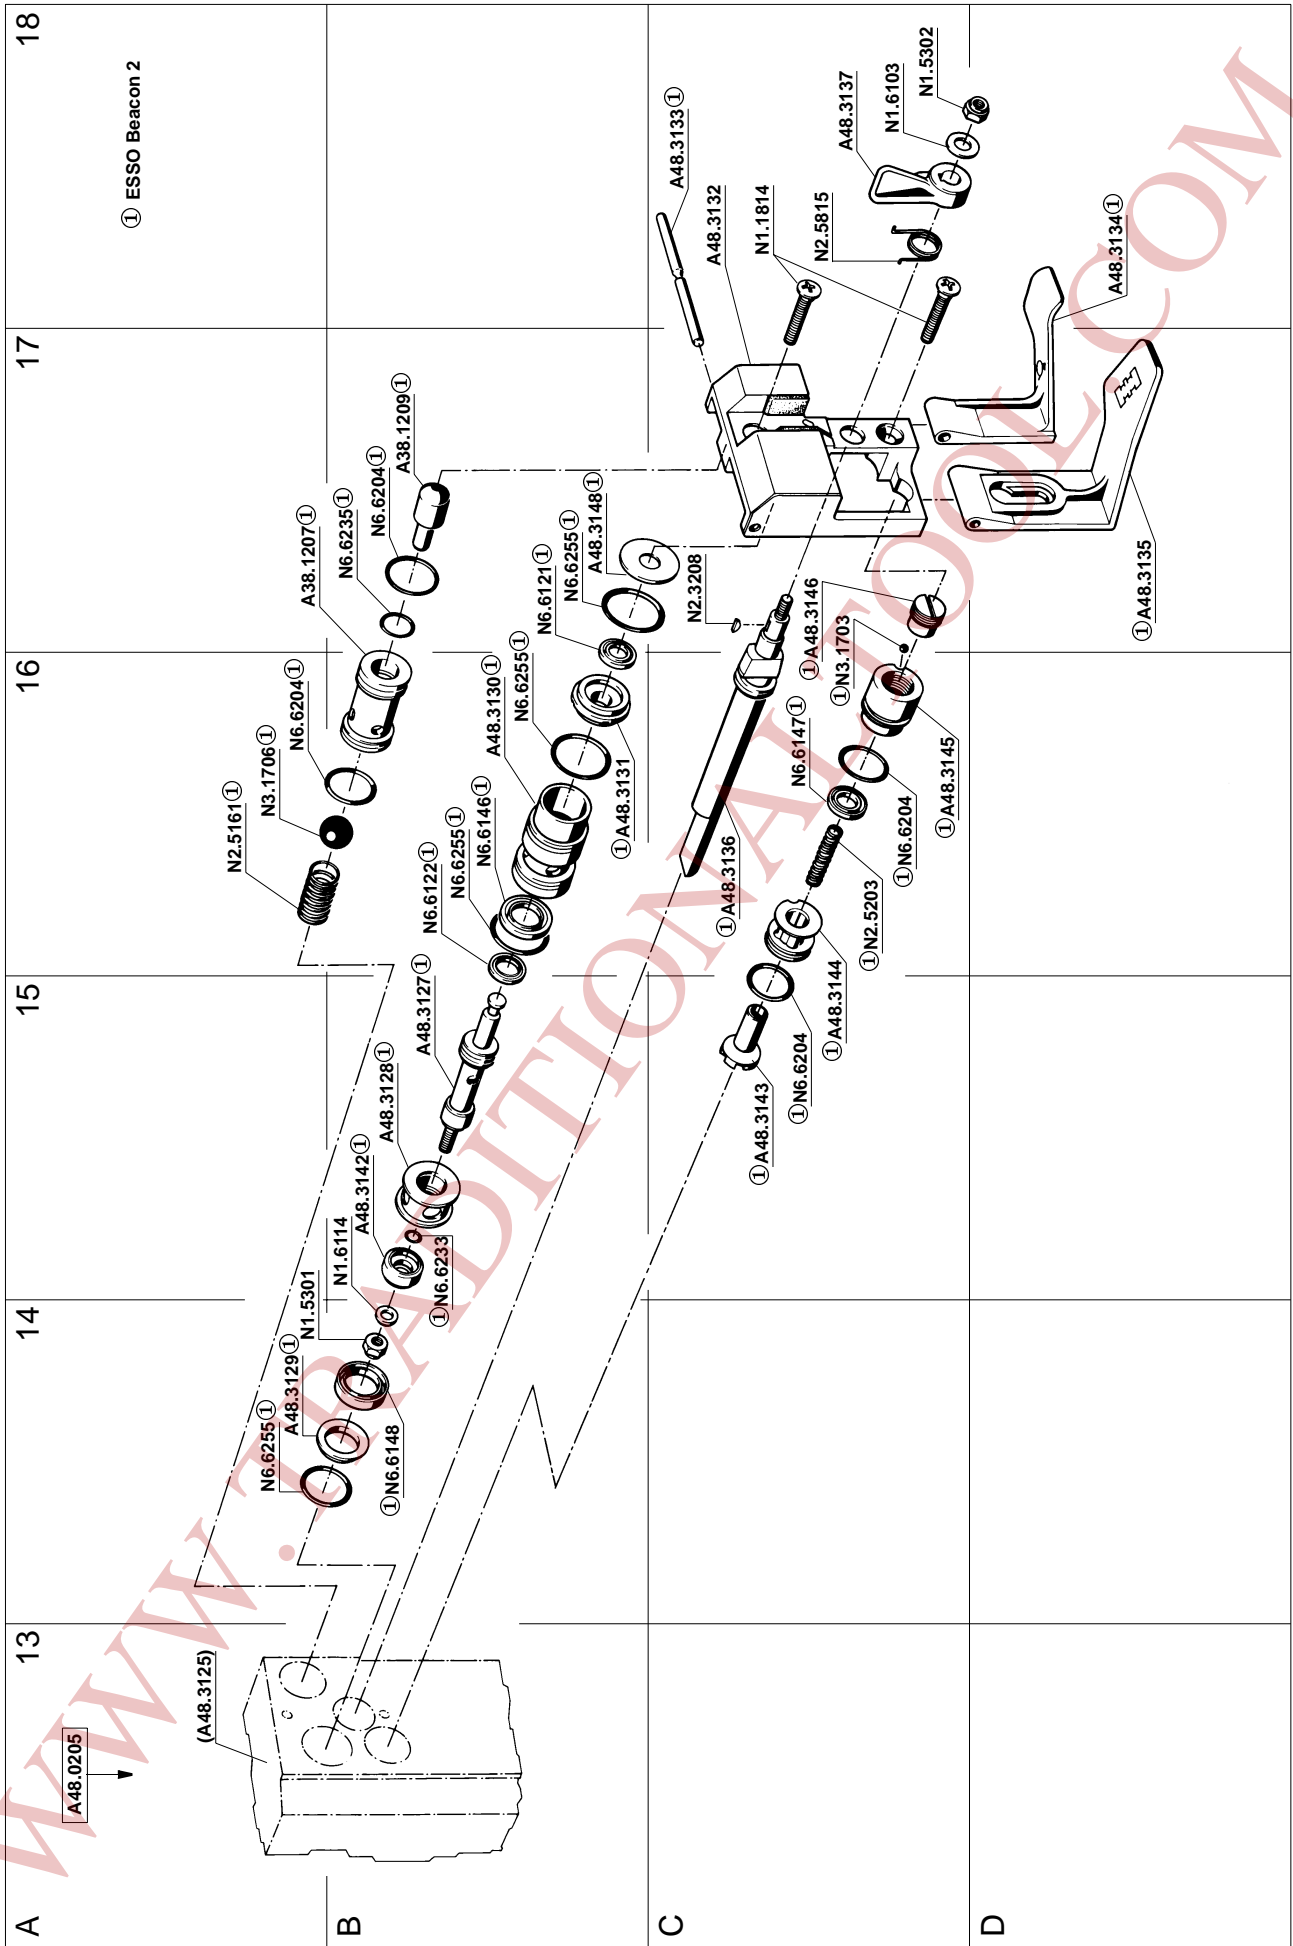 18
17
16
15
14
13
A
B
C
D
① ESSO Beacon 2
A48.0205
(A48.3125)
N2.5161①
N3.1706①
N6.6204①
A38.1207①
N6.6235①
N6.6204①
A38.1209①
N6.6255①
A48.3129①
①N6.6148
N1.5301
N1.6114
A48.3142①
①N6.6233
A48.3128①
A48.3127①
N6.6122①
N6.6255①
N6.6146①
A48.3130①
N6.6255①
①A48.3131
N6.6121①
N6.6255①
A48.3148①
N2.3208
①A48.3136
A48.3133①
A48.3132
N1.1814
N2.5815
A48.3137
N1.6103
N1.5302
A48.3134①
①A48.3135
①A48.3143
①N6.6204
①A48.3144
①N2.5203
N6.6147①
①N6.6204
①A48.3145
①N3.1703
①A48.3146
WWW.TRADITIONALTOOL.COM